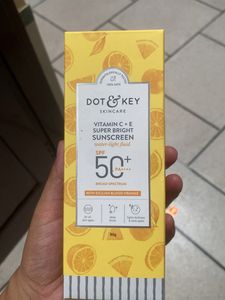 DOT & KEY
SKINCARE
VITAMIN C + E
SUPER BRIGHT
SUNSCREEN
water-light fluid
SPF
50+
PA++++
BROAD SPECTRUM
WITH SICILIAN BLOOD ORANGE
50g